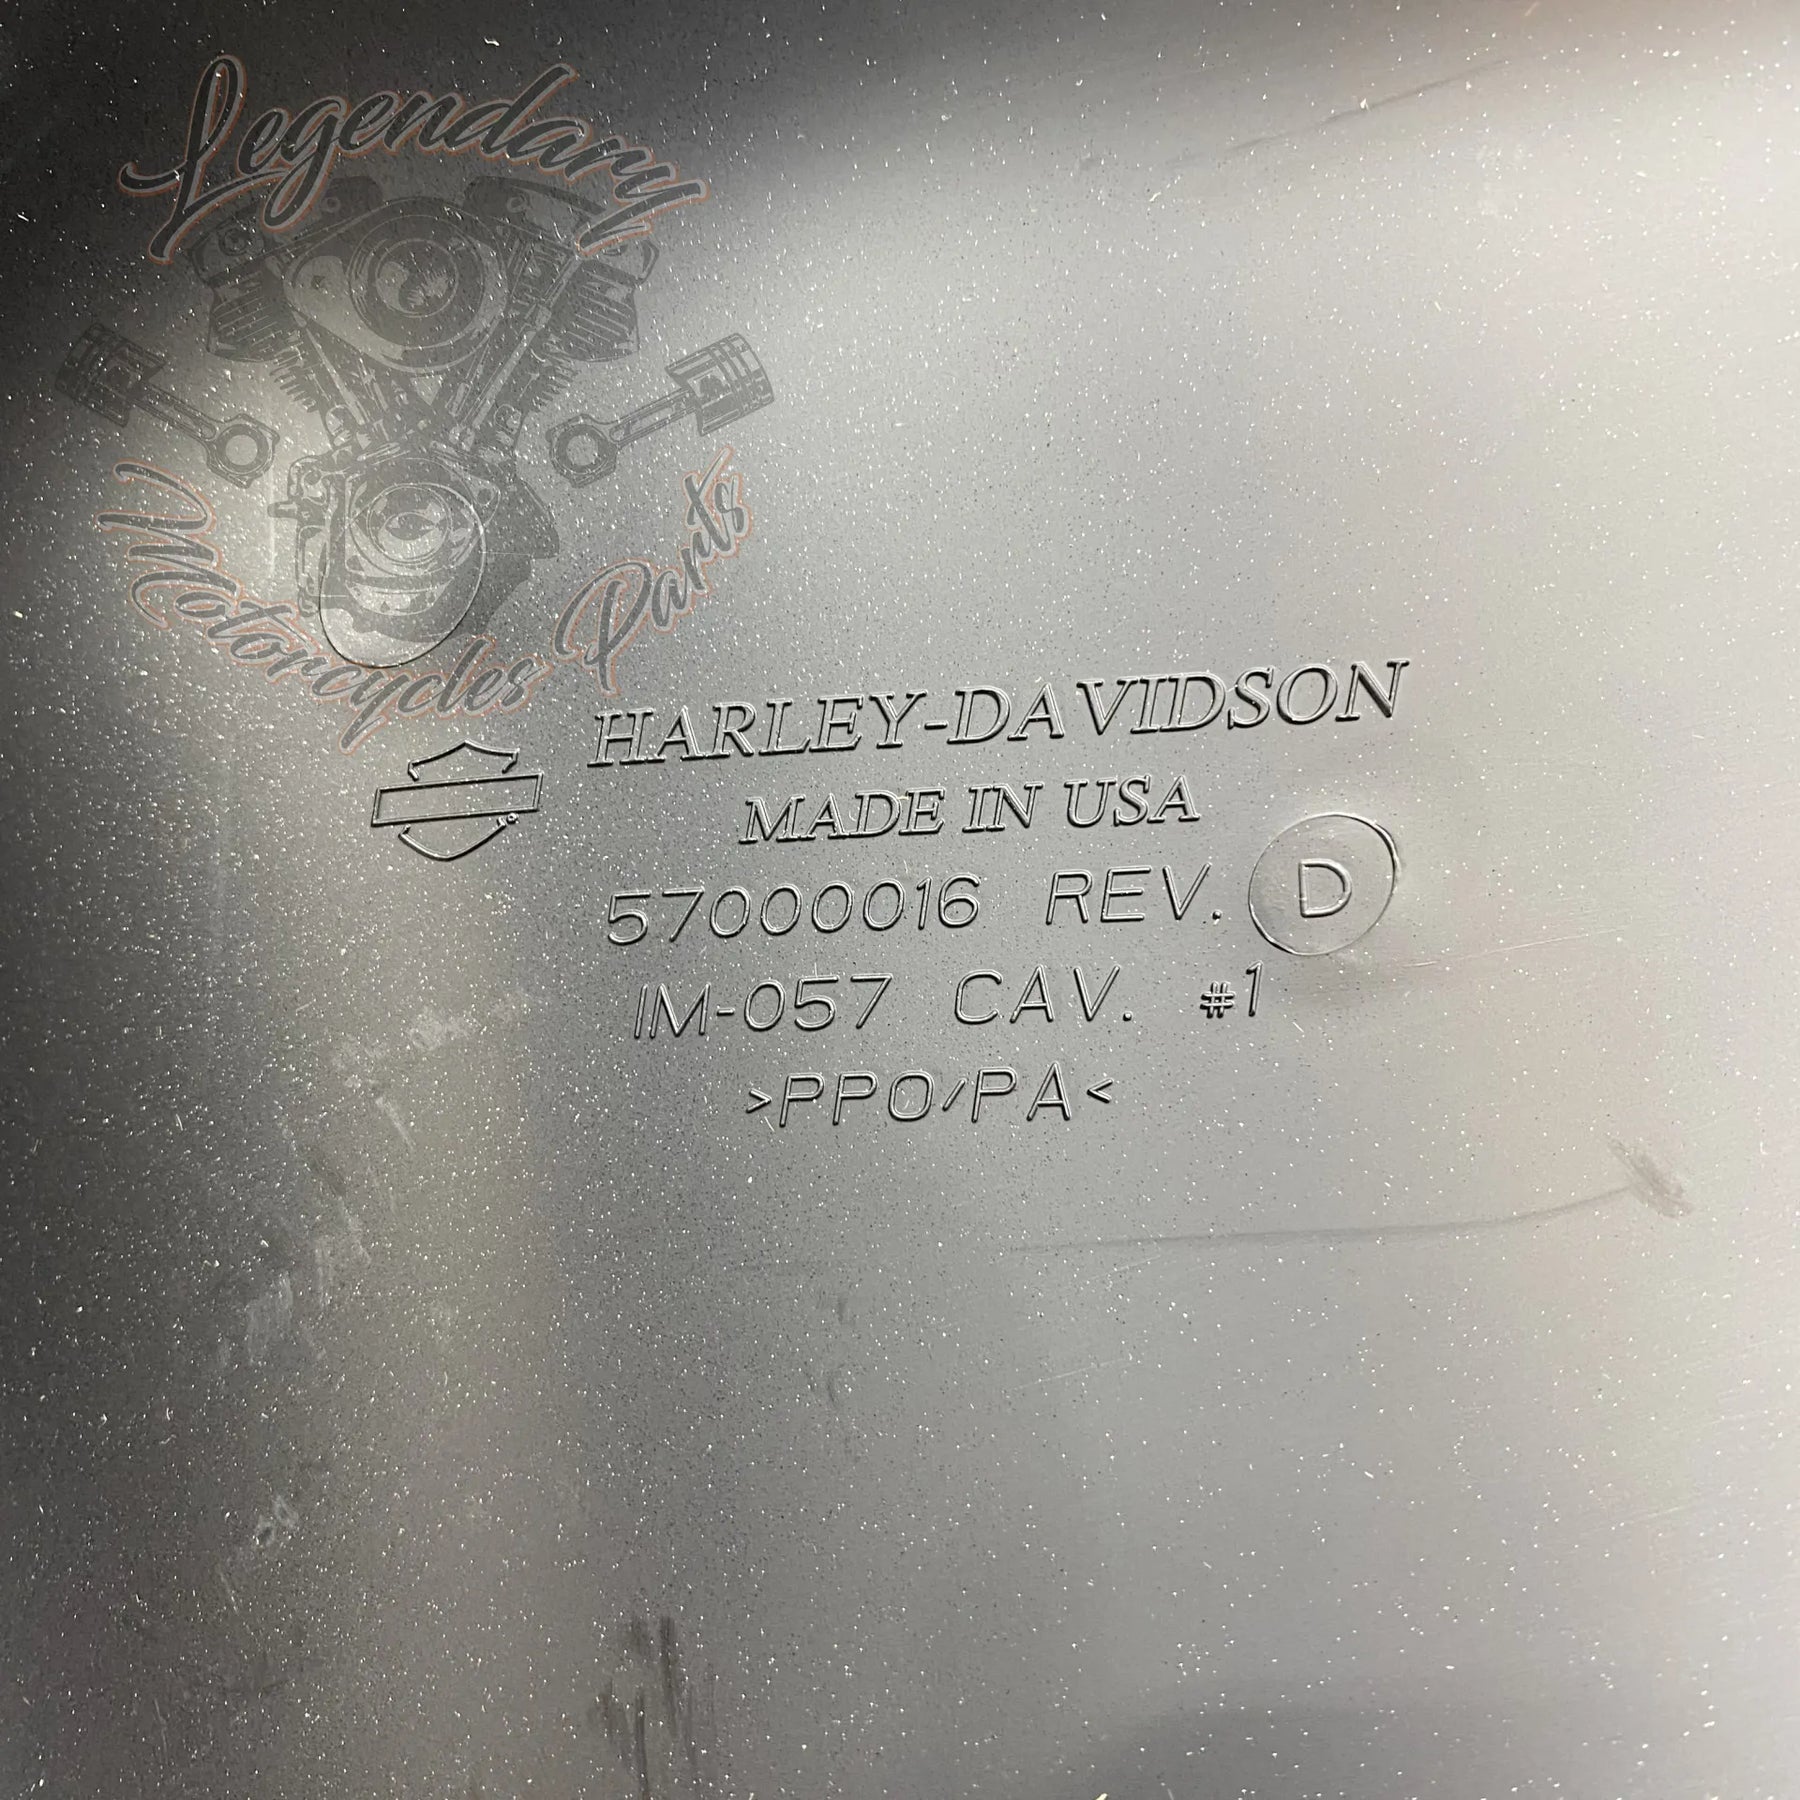 Legendary
Motorcycles Parts
HARLEY-DAVIDSON
MADE IN USA
57000016 REV. D
IM-057 CAV. #1
>PPO/PA<